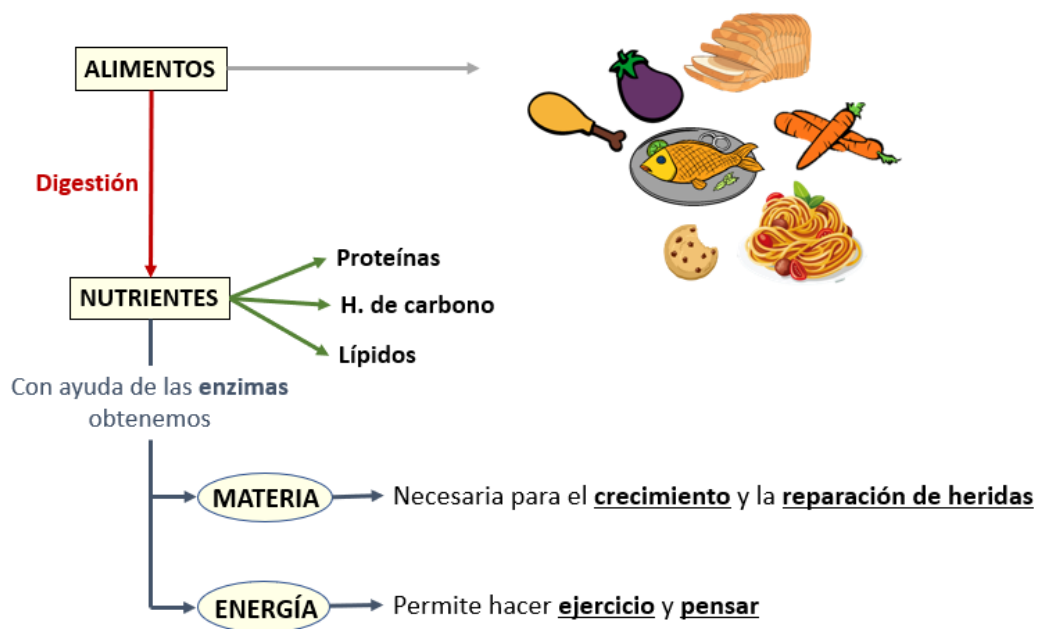 ALIMENTOS
Digestión
NUTRIENTES
Proteínas
H. de carbono
Lípidos
Con ayuda de las enzimas
obtenemos
MATERIA
Necesaria para el crecimiento y la reparación de heridas
ENERGÍA
Permite hacer ejercicio y pensar